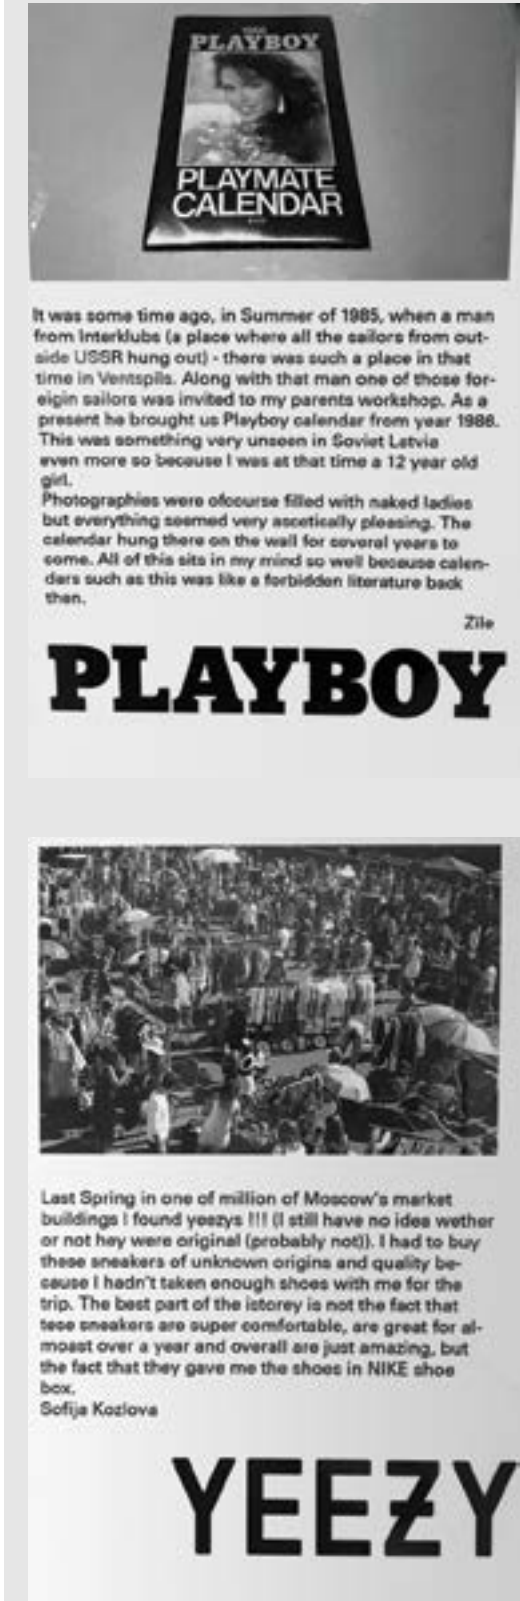 PLAYBOY
PLAYMATE
CALENDAR
It was some time ago, in Summer of 1985, when a man
from Interklubs (a place where all the sailors from out-
side USSR hung out) - there was such a place in that
time in Ventspils. Along with that man one of those for-
eigin sailors was invited to my parents workshop. As a
present he brought us Playboy calendar from year 1986.
This was something very unseen in Soviet Latvia
even more so because I was at that time a 12 year old
girl.
Photographies were ofcourse filled with naked ladies
but everything seemed very ascetically pleasing. The
calendar hung there on the wall for several years to
come. All of this sits in my mind so well because calen-
dars such as this was like a forbidden literature back
then.
Zile
PLAYBOY
Last Spring in one of million of Moscow's market
buildings I found yeezys !!! (I still have no idea wether
or not hey were original (probably not)). I had to buy
these sneakers of unknown origins and quality be-
cause I hadn't taken enough shoes with me for the
trip. The best part of the istorey is not the fact that
tese sneakers are super comfortable, are great for al-
moast over a year and overall are just amazing, but
the fact that they gave me the shoes in NIKE shoe
box.
Sofija Kozlova
YEEZY